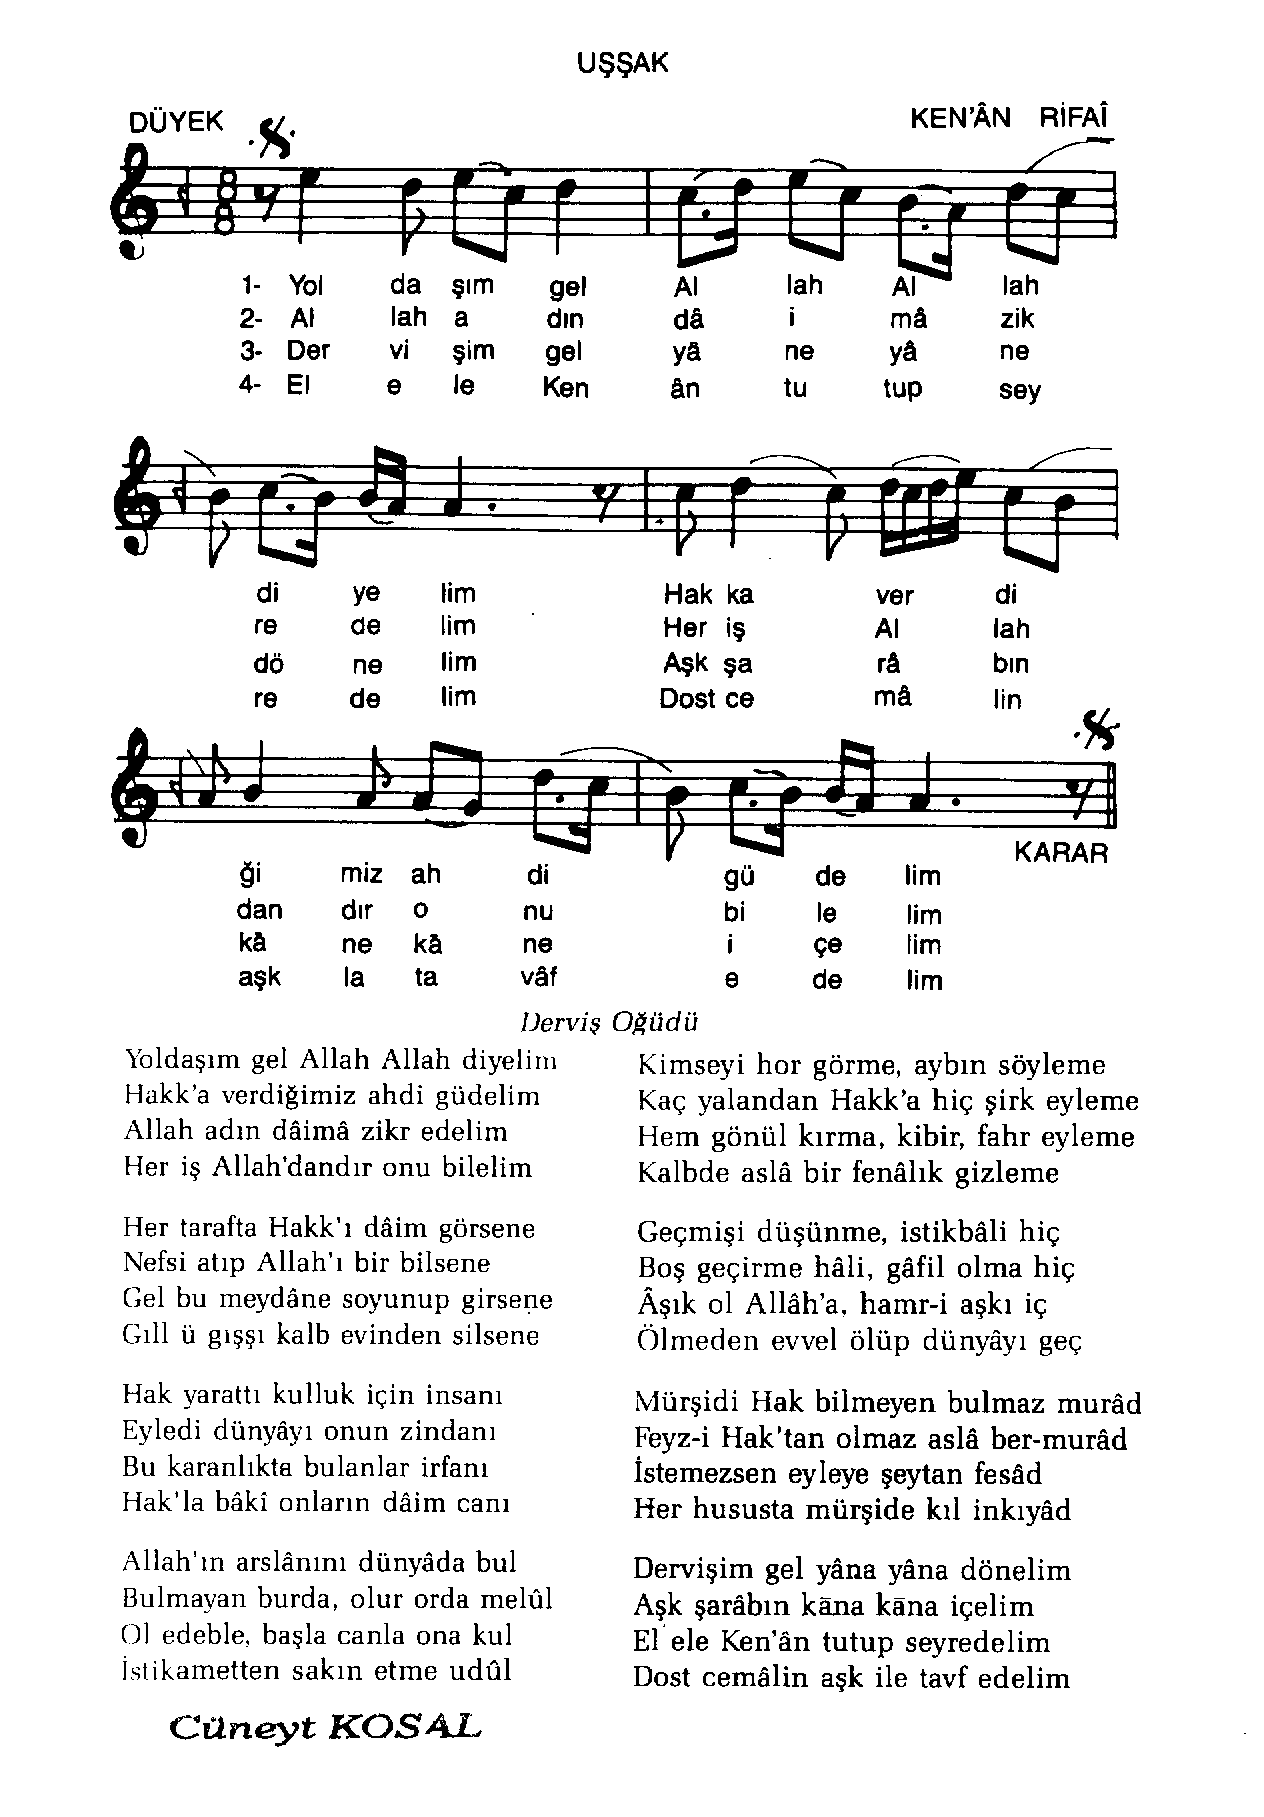 UŞŞAK
DÜYEK
KEN'ÂN RİFAÎ
8
8
1- Yol da şım gel Al lah Al lah
2- Al lah a dın dâ i mâ zik
3- Der vi şim gel yâ ne yâ ne
4- El e le Ken ân tu tup sey
di ye lim Hak ka ver di
re de lim Her iş Al lah
dö ne lim Aşk şa râ bın
re de lim Dost ce mâ lin
KARAR
ği miz ah di gü de lim
dan dır o nu bi le lim
kâ ne kâ ne i çe lim
aşk la ta vâf e de lim
Derviş Öğüdü
Yoldaşım gel Allah Allah diyelim
Hakk'a verdiğimiz ahdi güdelim
Allah adın dâimâ zikr edelim
Her iş Allah'dandır onu bilelim
Her tarafta Hakk'ı dâim görsene
Nefsi atıp Allah'ı bir bilsene
Gel bu meydâne soyunup girsene
Gıll ü gışşı kalb evinden silsene
Hak yarattı kulluk için insanı
Eyledi dünyâyı onun zindanı
Bu karanlıkta bulanlar irfanı
Hak'la bâkî onların dâim canı
Allah'ın arslânını dünyâda bul
Bulmayan burda, olur orda melûl
Ol edeble, başla canla ona kul
İstikametten sakın etme udûl
Kimseyi hor görme, aybın söyleme
Kaç yalandan Hakk'a hiç şirk eyleme
Hem gönül kırma, kibir, fahr eyleme
Kalbde aslâ bir fenâlık gizleme
Geçmişi düşünme, istikbâli hiç
Boş geçirme hâli, gâfil olma hiç
Âşık ol Allâh'a, hamr-i aşkı iç
Ölmeden evvel ölüp dünyâyı geç
Mürşidi Hak bilmeyen bulmaz murâd
Feyz-i Hak'tan olmaz aslâ ber-murâd
İstemezsen eyleye şeytan fesâd
Her hususta mürşide kıl inkıyâd
Dervişim gel yâna yâna dönelim
Aşk şarâbın kāna kāna içelim
El ele Ken'ân tutup seyredelim
Dost cemâlin aşk ile tavf edelim
Cüneyt KOSAL